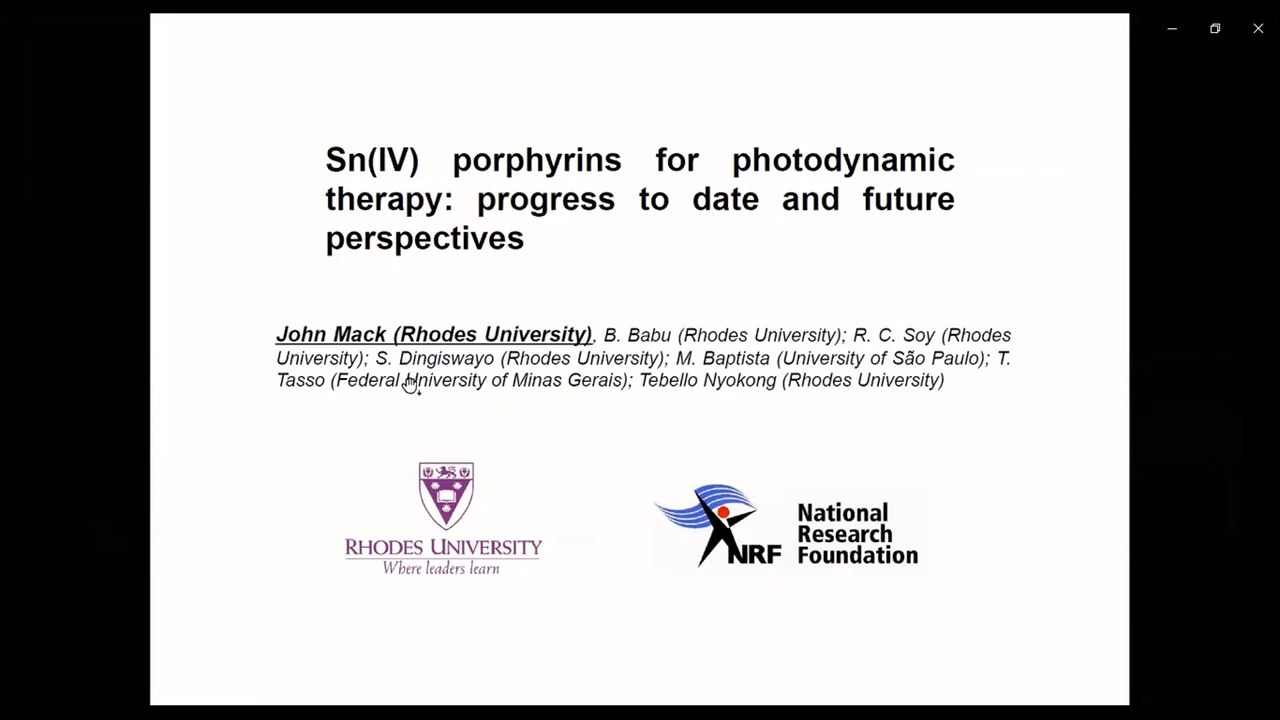 Sn(IV) porphyrins for photodynamic
therapy: progress to date and future
perspectives
John Mack (Rhodes University), B. Babu (Rhodes University); R. C. Soy (Rhodes
University); S. Dingiswayo (Rhodes University); M. Baptista (University of São Paulo); T.
Tasso (Federal University of Minas Gerais); Tebello Nyokong (Rhodes University)
RHODES UNIVERSITY
Where leaders learn
NRF
National
Research
Foundation